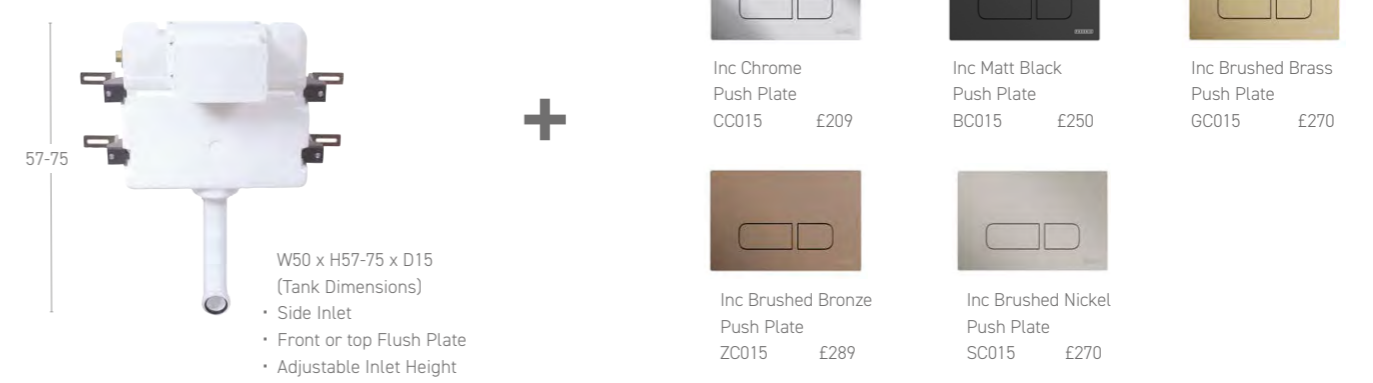 57-75
W50 x H57-75 x D15
(Tank Dimensions)
• Side Inlet
• Front or top Flush Plate
• Adjustable Inlet Height
Inc Chrome
Push Plate
CC015 £209
Inc Matt Black
Push Plate
BC015 £250
Inc Brushed Brass
Push Plate
GC015 £270
Inc Brushed Bronze
Push Plate
ZC015 £289
Inc Brushed Nickel
Push Plate
SC015 £270